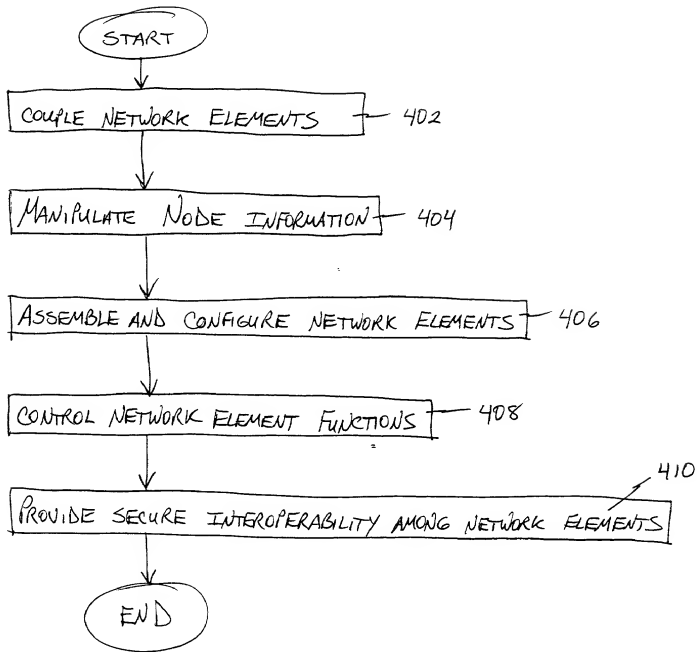 START
COUPLE NETWORK ELEMENTS 402
MANIPULATE NODE INFORMATION 404
ASSEMBLE AND CONFIGURE NETWORK ELEMENTS 406
CONTROL NETWORK ELEMENT FUNCTIONS 408
410
PROVIDE SECURE INTEROPERABILITY AMONG NETWORK ELEMENTS
END